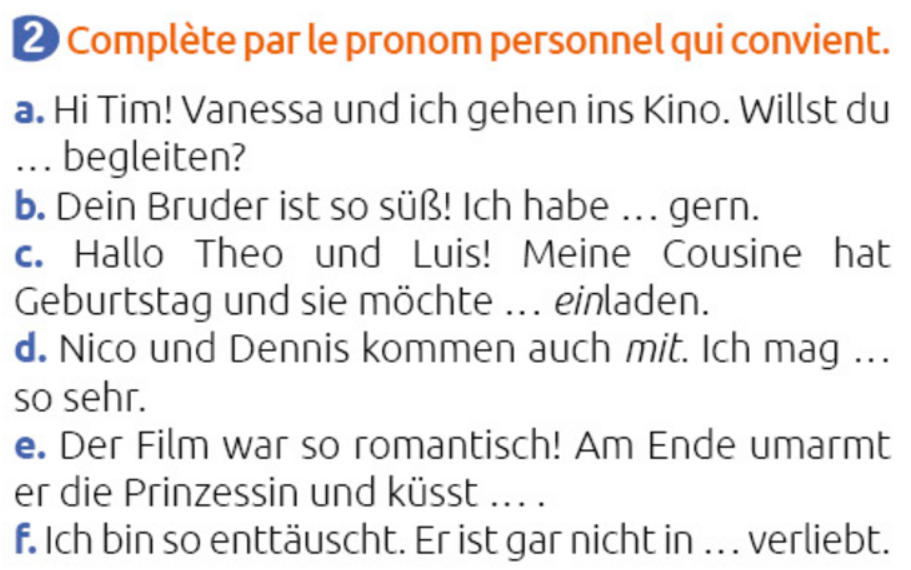 2 Complète par le pronom personnel qui convient.
a. Hi Tim! Vanessa und ich gehen ins Kino. Willst du
... begleiten?
b. Dein Bruder ist so süß! Ich habe ... gern.
c. Hallo Theo und Luis! Meine Cousine hat
Geburtstag und sie möchte ... einladen.
d. Nico und Dennis kommen auch mit. Ich mag ...
so sehr.
e. Der Film war so romantisch! Am Ende umarmt
er die Prinzessin und küsst ... .
f. Ich bin so enttäuscht. Er ist gar nicht in ... verliebt.